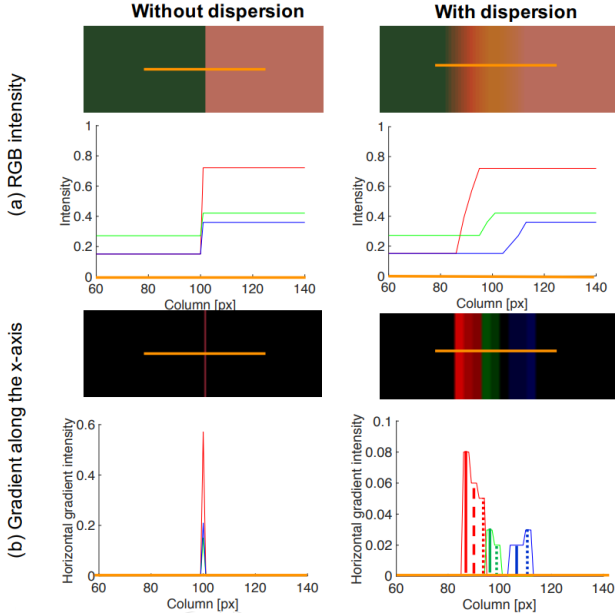 Without dispersion
With dispersion
(a) RGB intensity
1
0.8
0.6
0.4
0.2
0
Intensity
60 80 100 120 140
Column [px]
1
0.8
0.6
0.4
0.2
0
Intensity
60 80 100 120 140
Column [px]
(b) Gradient along the x-axis
0.6
0.4
0.2
0
Horizontal gradient intensity
60 80 100 120 140
Column [px]
0.1
0.08
0.06
0.04
0.02
0
Horizontal gradient intensity
60 80 100 120 140
Column [px]